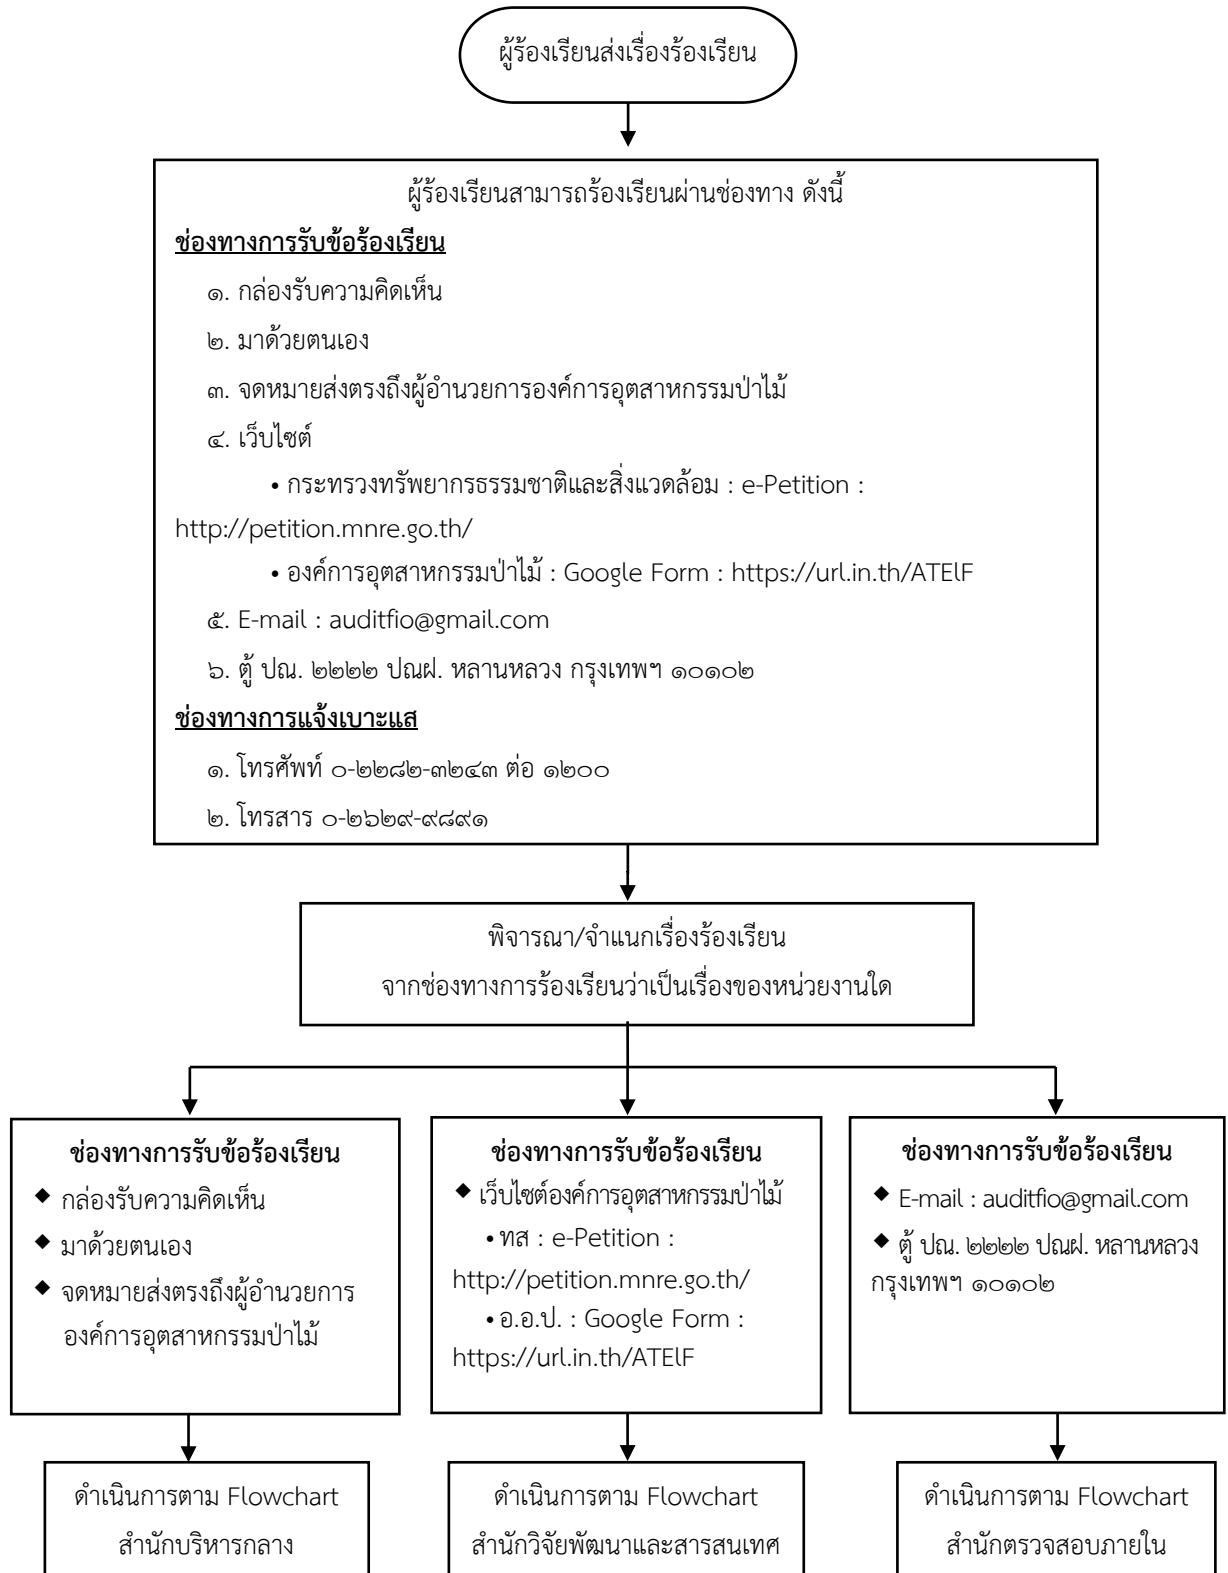 ผู้ร้องเรียนส่งเรื่องร้องเรียน
ผู้ร้องเรียนสามารถร้องเรียนผ่านช่องทาง ดังนี้
ช่องทางการรับข้อร้องเรียน
๑. กล่องรับความคิดเห็น
๒. มาด้วยตนเอง
๓. จดหมายส่งตรงถึงผู้อำนวยการองค์การอุตสาหกรรมป่าไม้
๔. เว็บไซต์
• กระทรวงทรัพยากรธรรมชาติและสิ่งแวดล้อม : e-Petition :
http://petition.mnre.go.th/
• องค์การอุตสาหกรรมป่าไม้ : Google Form : https://url.in.th/ATElF
๕. E-mail : auditfio@gmail.com
๖. ตู้ ปณ. ๒๒๒๒ ปณฝ. หลานหลวง กรุงเทพฯ ๑๐๑๐๒
ช่องทางการแจ้งเบาะแส
๑. โทรศัพท์ ๐-๒๒๘๒-๓๒๔๓ ต่อ ๑๒๐๐
๒. โทรสาร ๐-๒๖๒๙-๙๘๙๑
พิจารณา/จำแนกเรื่องร้องเรียน
จากช่องทางการร้องเรียนว่าเป็นเรื่องของหน่วยงานใด
ช่องทางการรับข้อร้องเรียน
◆ กล่องรับความคิดเห็น
◆ มาด้วยตนเอง
◆ จดหมายส่งตรงถึงผู้อำนวยการ
องค์การอุตสาหกรรมป่าไม้
ช่องทางการรับข้อร้องเรียน
◆ เว็บไซต์องค์การอุตสาหกรรมป่าไม้
• ทส : e-Petition :
http://petition.mnre.go.th/
• อ.อ.ป. : Google Form :
https://url.in.th/ATElF
ช่องทางการรับข้อร้องเรียน
◆ E-mail : auditfio@gmail.com
◆ ตู้ ปณ. ๒๒๒๒ ปณฝ. หลานหลวง
กรุงเทพฯ ๑๐๑๐๒
ดำเนินการตาม Flowchart
สำนักบริหารกลาง
ดำเนินการตาม Flowchart
สำนักวิจัยพัฒนาและสารสนเทศ
ดำเนินการตาม Flowchart
สำนักตรวจสอบภายใน